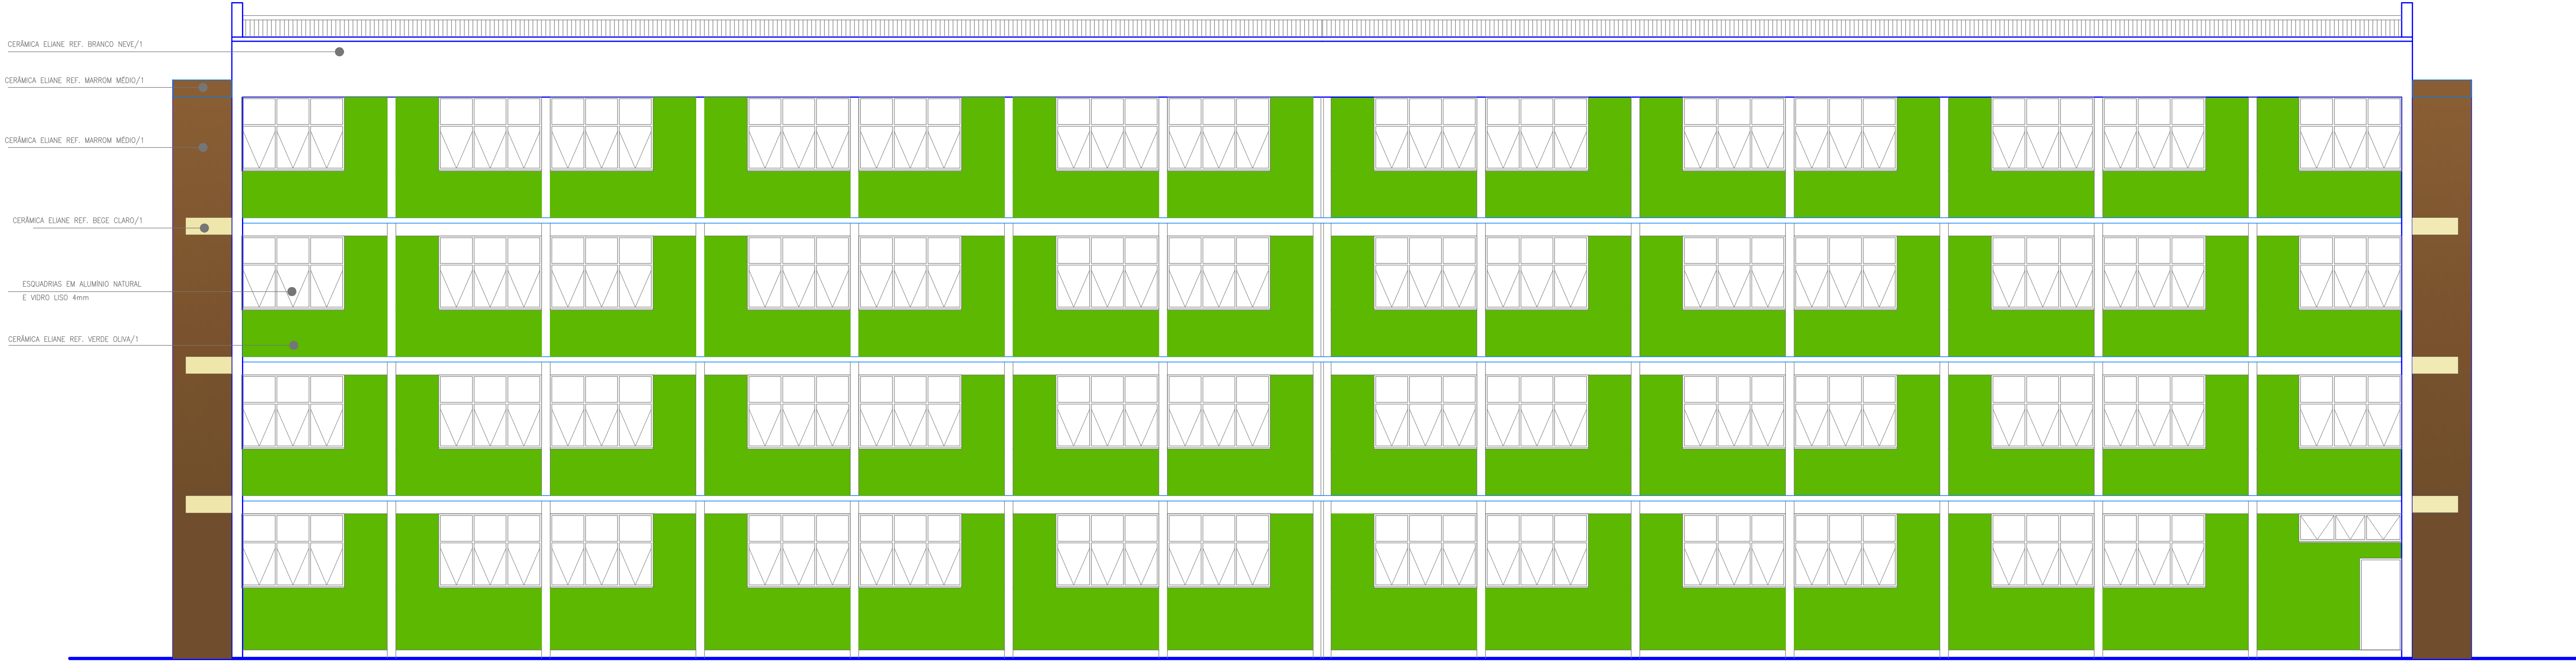 CERÂMICA ELIANE REF. BRANCO NEVE/1
CERÂMICA ELIANE REF. MARROM MÉDIO/1
CERÂMICA ELIANE REF. MARROM MÉDIO/1
CERÂMICA ELIANE REF. BEGE CLARO/1
ESQUADRIAS EM ALUMÍNIO NATURAL
E VIDRO LISO 4mm
CERÂMICA ELIANE REF. VERDE OLIVA/1